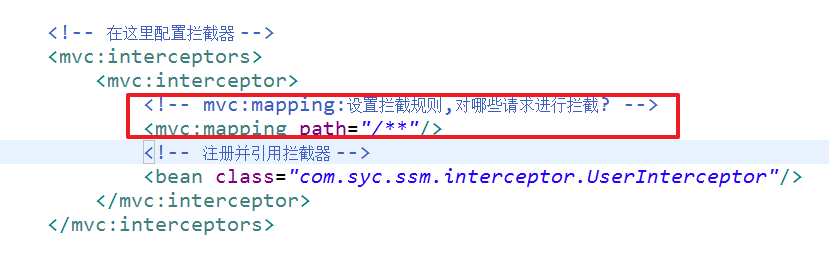 <!-- 在这里配置拦截器 -->
<mvc:interceptors>
<mvc:interceptor>
<!-- mvc:mapping:设置拦截规则,对哪些请求进行拦截? -->
<mvc:mapping path="/**"/>
<!-- 注册并引用拦截器 -->
<bean class="com.syc.ssm.interceptor.UserInterceptor"/>
</mvc:interceptor>
</mvc:interceptors>